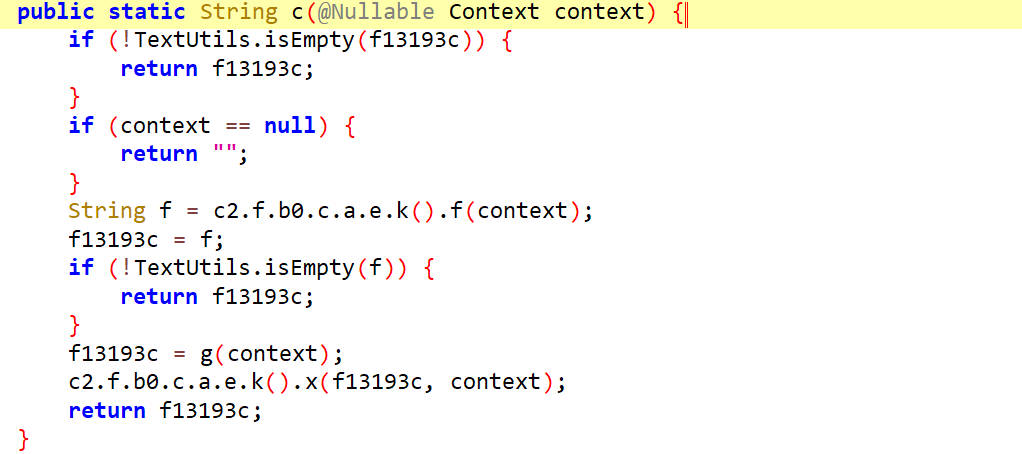 public static String c(@Nullable Context context) {
    if (!TextUtils.isEmpty(f13193c)) {
        return f13193c;
    }
    if (context == null) {
        return "";
    }
    String f = c2.f.b0.c.a.e.k().f(context);
    f13193c = f;
    if (!TextUtils.isEmpty(f)) {
        return f13193c;
    }
    f13193c = g(context);
    c2.f.b0.c.a.e.k().x(f13193c, context);
    return f13193c;
}